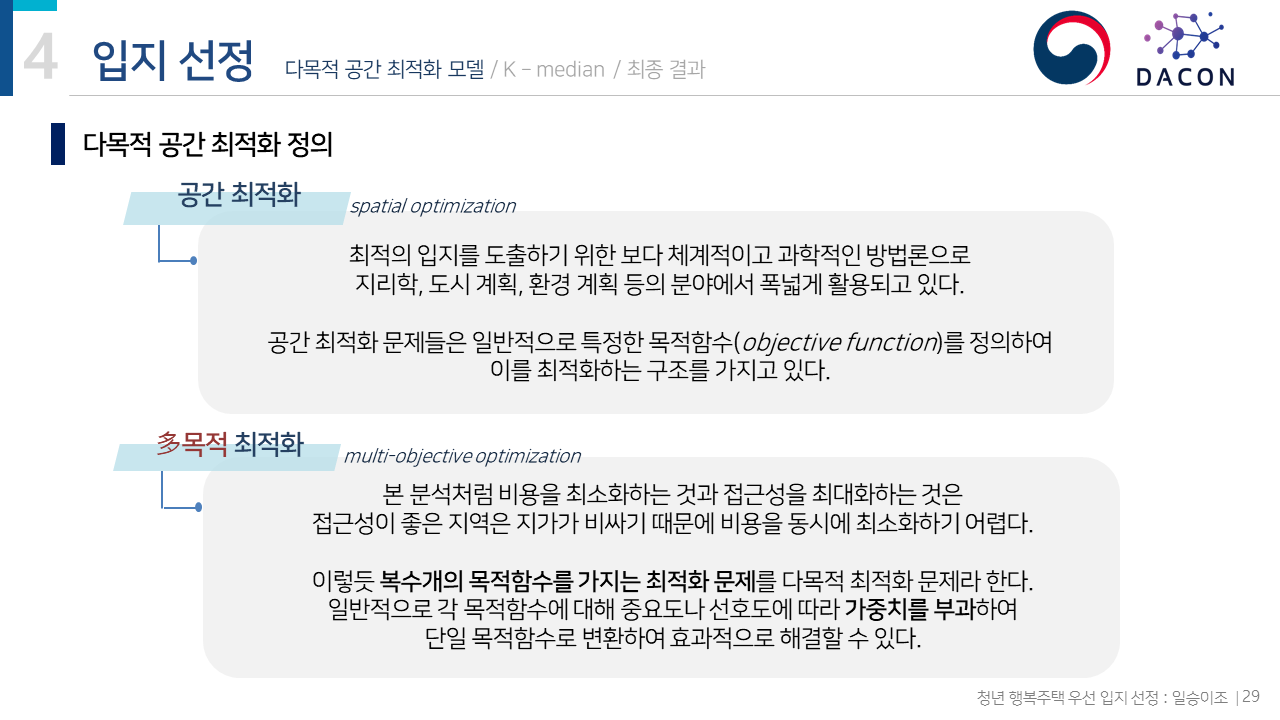 4
입지 선정
다목적 공간 최적화 모델 / K – median / 최종 결과
DACON
다목적 공간 최적화 정의
공간 최적화
spatial optimization
최적의 입지를 도출하기 위한 보다 체계적이고 과학적인 방법론으로
지리학, 도시 계획, 환경 계획 등의 분야에서 폭넓게 활용되고 있다.
공간 최적화 문제들은 일반적으로 특정한 목적함수(objective function)를 정의하여
이를 최적화하는 구조를 가지고 있다.
多목적 최적화
multi-objective optimization
본 분석처럼 비용을 최소화하는 것과 접근성을 최대화하는 것은
접근성이 좋은 지역은 지가가 비싸기 때문에 비용을 동시에 최소화하기 어렵다.
이렇듯 복수개의 목적함수를 가지는 최적화 문제를 다목적 최적화 문제라 한다.
일반적으로 각 목적함수에 대해 중요도나 선호도에 따라 가중치를 부과하여
단일 목적함수로 변환하여 효과적으로 해결할 수 있다.
청년 행복주택 우선 입지 선정 : 일승이조 | 29